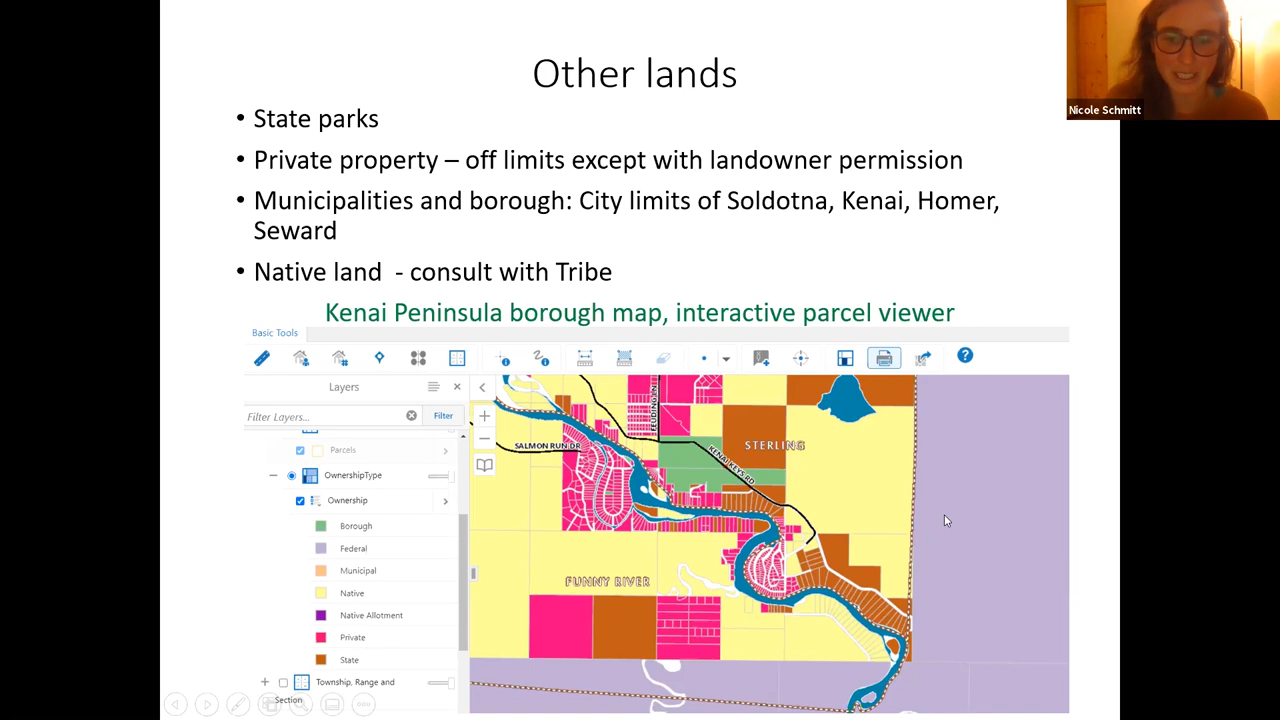 Other lands
Nicole Schmitt
• State parks
• Private property – off limits except with landowner permission
• Municipalities and borough: City limits of Soldotna, Kenai, Homer,
Seward
• Native land - consult with Tribe
Kenai Peninsula borough map, interactive parcel viewer
Basic Tools
Layers
Filter Layers...
Filter
Parcels
OwnershipType
Ownership
Borough
Federal
Municipal
Native
Native Allotment
Private
State
Township, Range and
Section
FEUDING LN
SALMON RUN DR
STERLING
KENAI KEYS RD
FUNNY RIVER